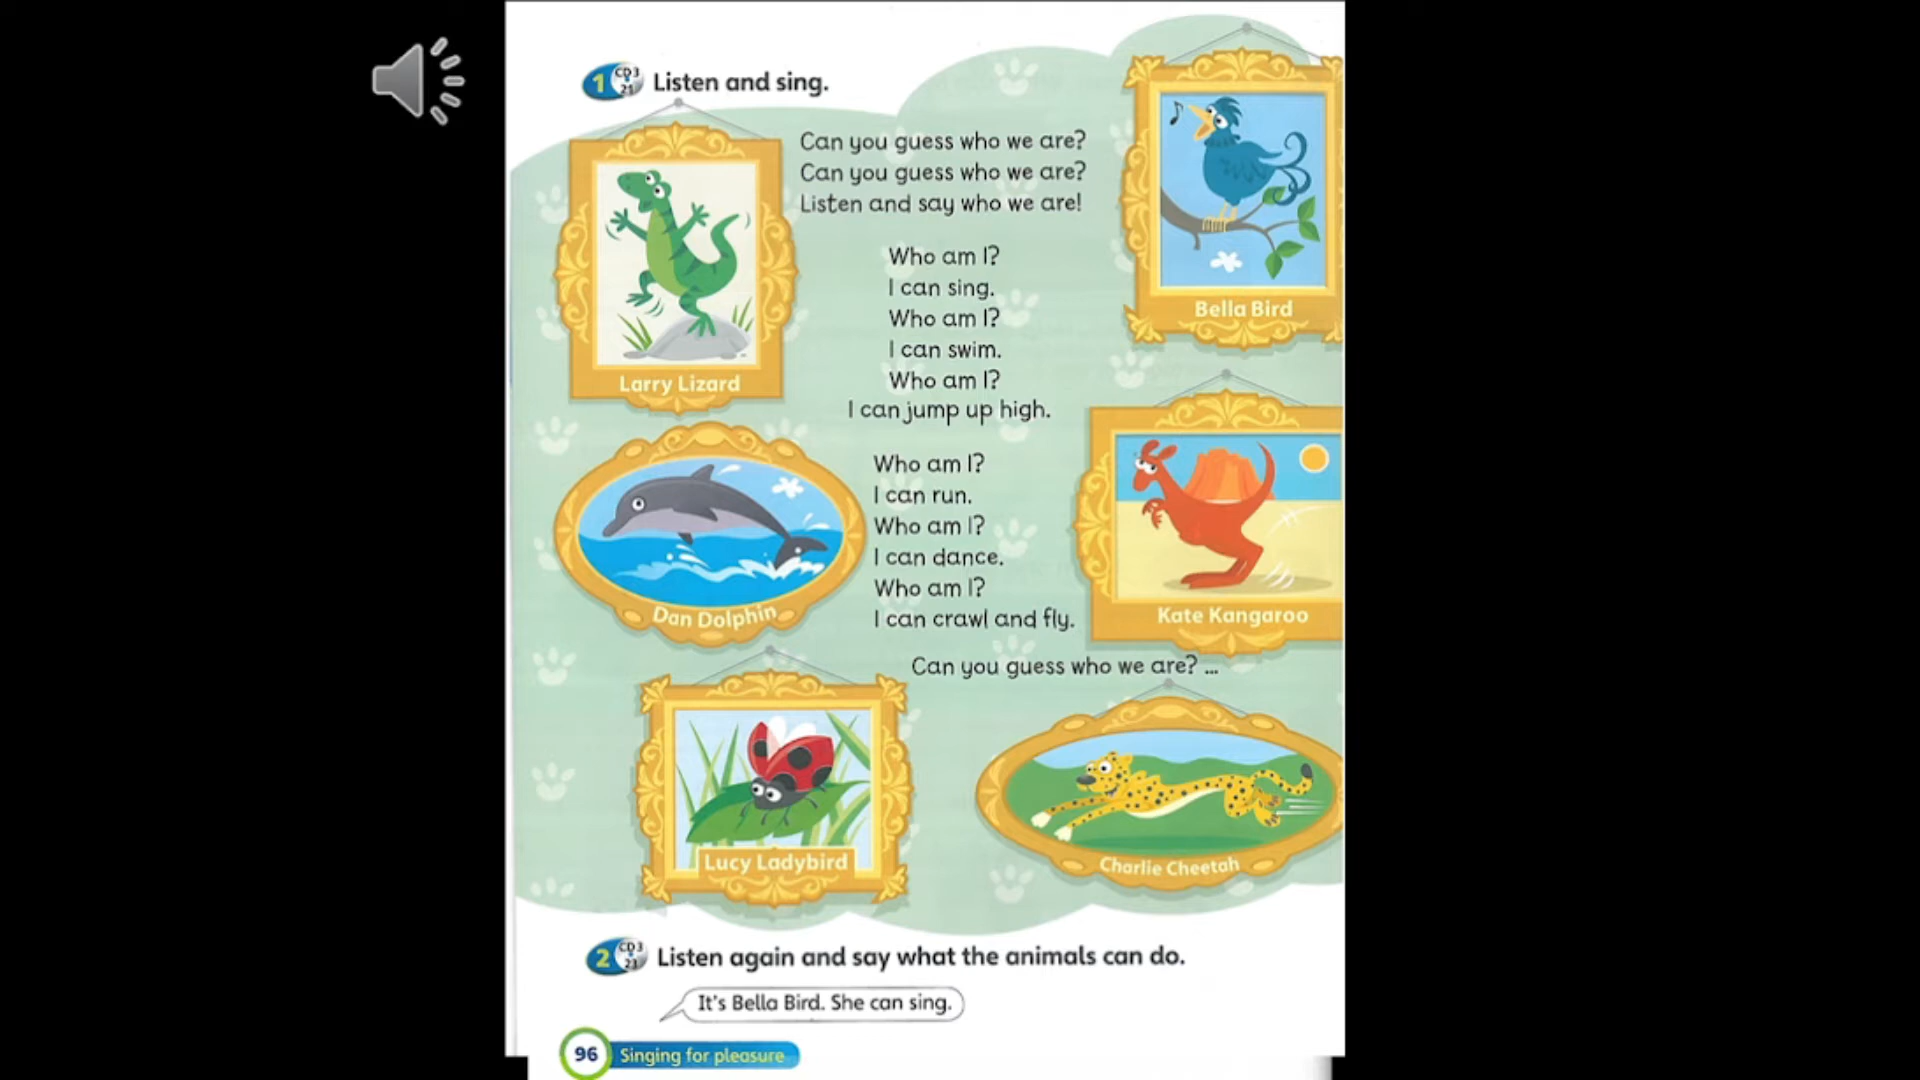 1 CD3 21 Listen and sing.
Can you guess who we are?
Can you guess who we are?
Listen and say who we are!
Who am I?
I can sing.
Who am I?
I can swim.
Who am I?
I can jump up high.
Who am I?
I can run.
Who am I?
I can dance.
Who am I?
I can crawl and fly.
Can you guess who we are? ...
Larry Lizard
Bella Bird
Dan Dolphin
Kate Kangaroo
Lucy Ladybird
Charlie Cheetah
2 CD3 23 Listen again and say what the animals can do.
It's Bella Bird. She can sing.
96 Singing for pleasure